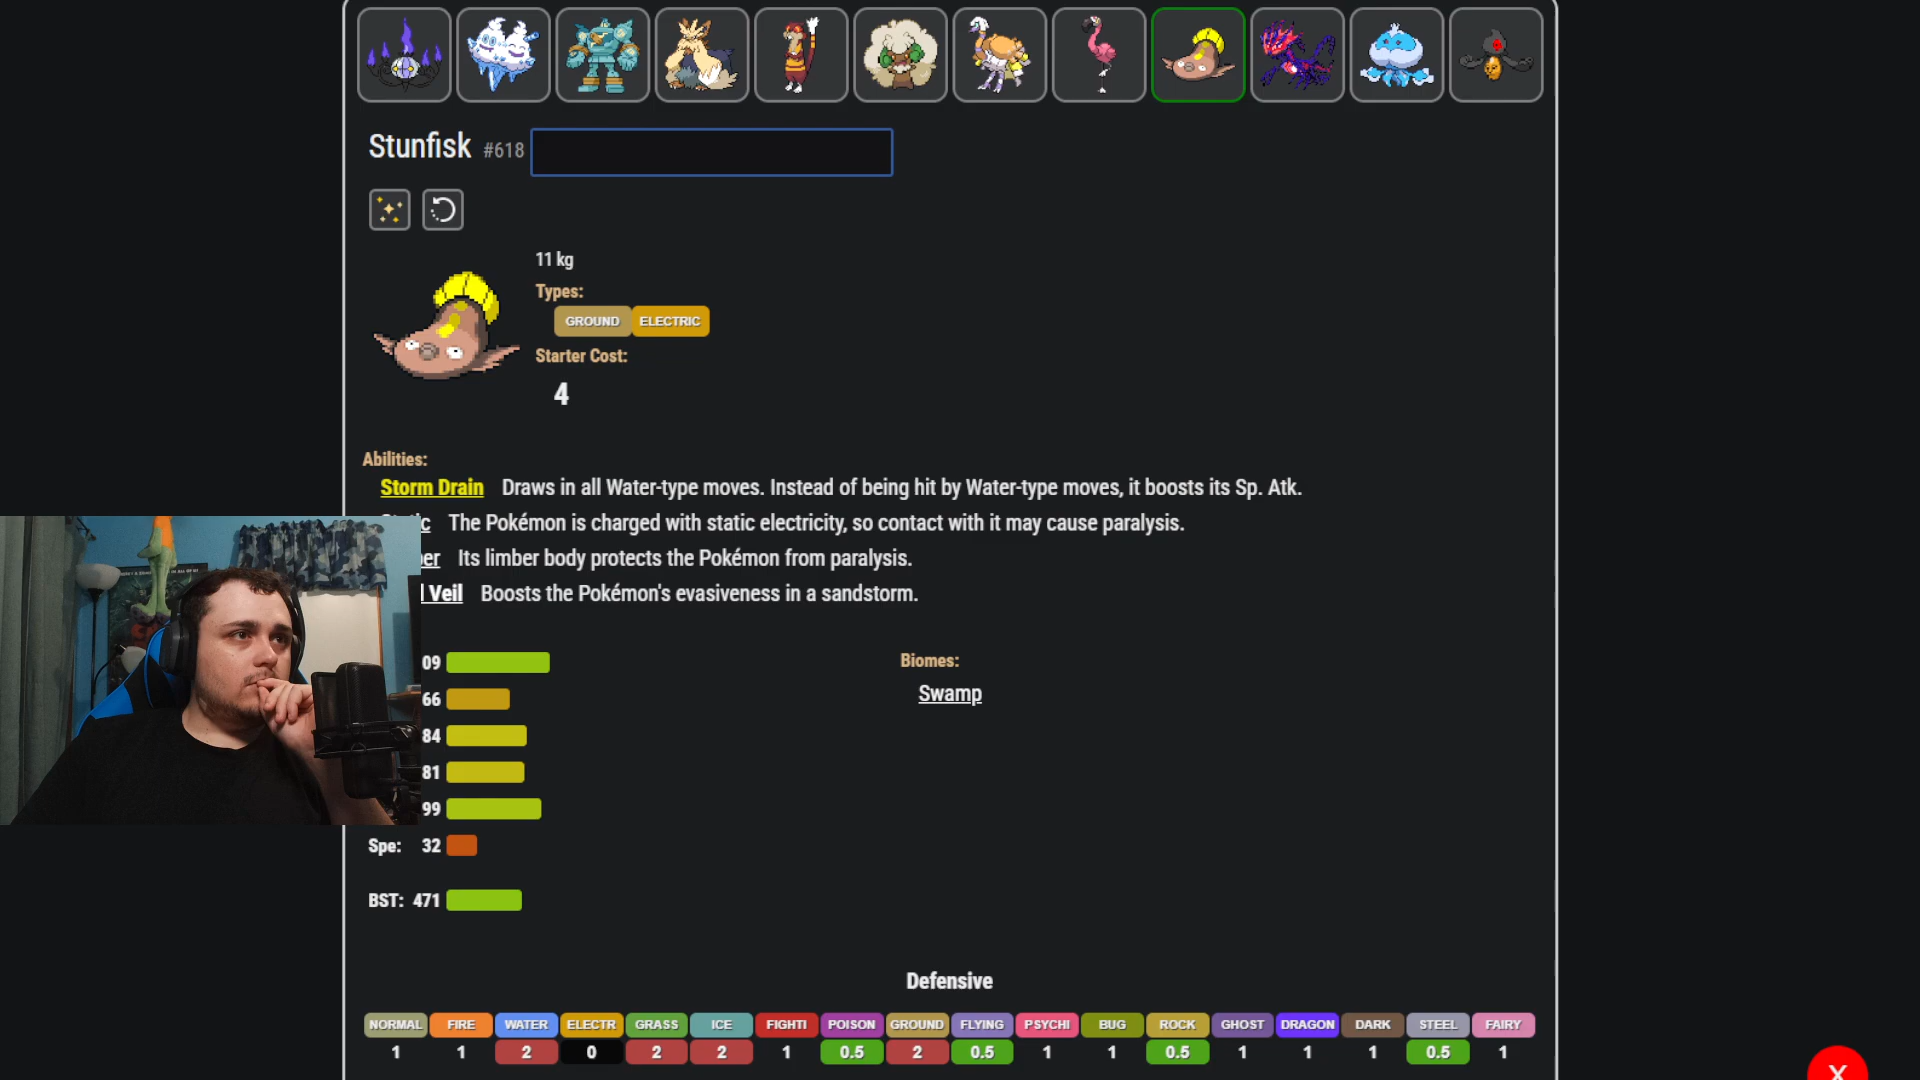 Stunfisk #618
11 kg
Types:
GROUND ELECTRIC
Starter Cost:
4
Abilities:
Storm Drain Draws in all Water-type moves. Instead of being hit by Water-type moves, it boosts its Sp. Atk.
The Pokémon is charged with static electricity, so contact with it may cause paralysis.
Its limber body protects the Pokémon from paralysis.
Veil Boosts the Pokémon's evasiveness in a sandstorm.
09
66
84
81
99
Spe: 32
BST: 471
Biomes:
Swamp
Defensive
NORMAL FIRE WATER ELECTR GRASS ICE FIGHTI POISON GROUND FLYING PSYCHI BUG ROCK GHOST DRAGON DARK STEEL FAIRY
1 1 2 0 2 2 1 0.5 2 0.5 1 1 0.5 1 1 1 0.5 1
X